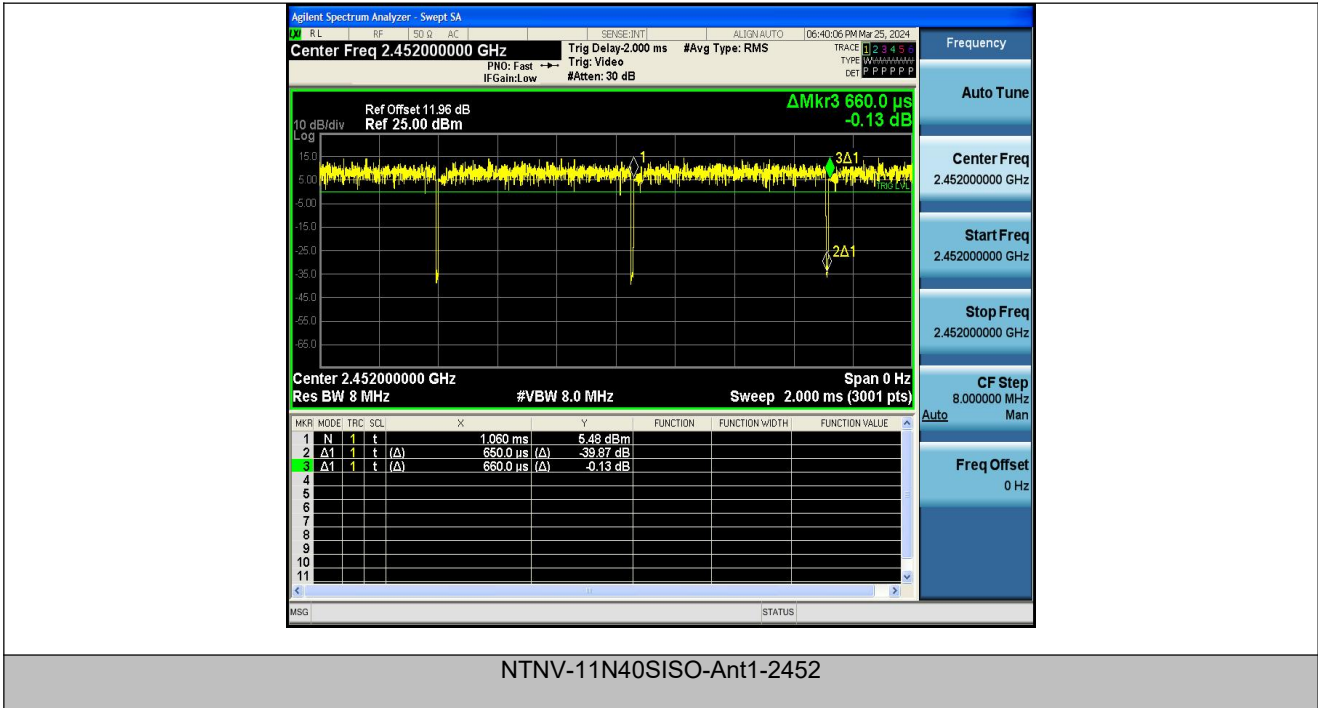 Agilent Spectrum Analyzer - Swept SA
LXI RL RF 50 Ω AC SENSE:INT ALIGNAUTO 06:40:06 PM Mar 25, 2024
Center Freq 2.452000000 GHz
PNO: Fast
IFGain:Low
Trig Delay-2.000 ms
Trig: Video
#Atten: 30 dB
#Avg Type: RMS
TRACE 1 2 3 4 5 6
TYPE
DET P P P P P P
Ref Offset 11.96 dB
10 dB/div Ref 25.00 dBm
Log
ΔMkr3 660.0 µs
-0.13 dB
15.0
5.00
-5.00
-15.0
-25.0
-35.0
-45.0
-55.0
-65.0
1
3Δ1
TRIG LVL
2Δ1
Center 2.452000000 GHz Span 0 Hz
Res BW 8 MHz #VBW 8.0 MHz Sweep 2.000 ms (3001 pts)
MKR MODE TRC SCL X Y FUNCTION FUNCTION WIDTH FUNCTION VALUE
1 N 1 t 1.060 ms 5.48 dBm
2 Δ1 1 t (Δ) 650.0 µs (Δ) -39.87 dB
3 Δ1 1 t (Δ) 660.0 µs (Δ) -0.13 dB
4
5
6
7
8
9
10
11
MSG STATUS
Frequency
Auto Tune
Center Freq
2.452000000 GHz
Start Freq
2.452000000 GHz
Stop Freq
2.452000000 GHz
CF Step
8.000000 MHz
Auto Man
Freq Offset
0 Hz
NTNV-11N40SISO-Ant1-2452